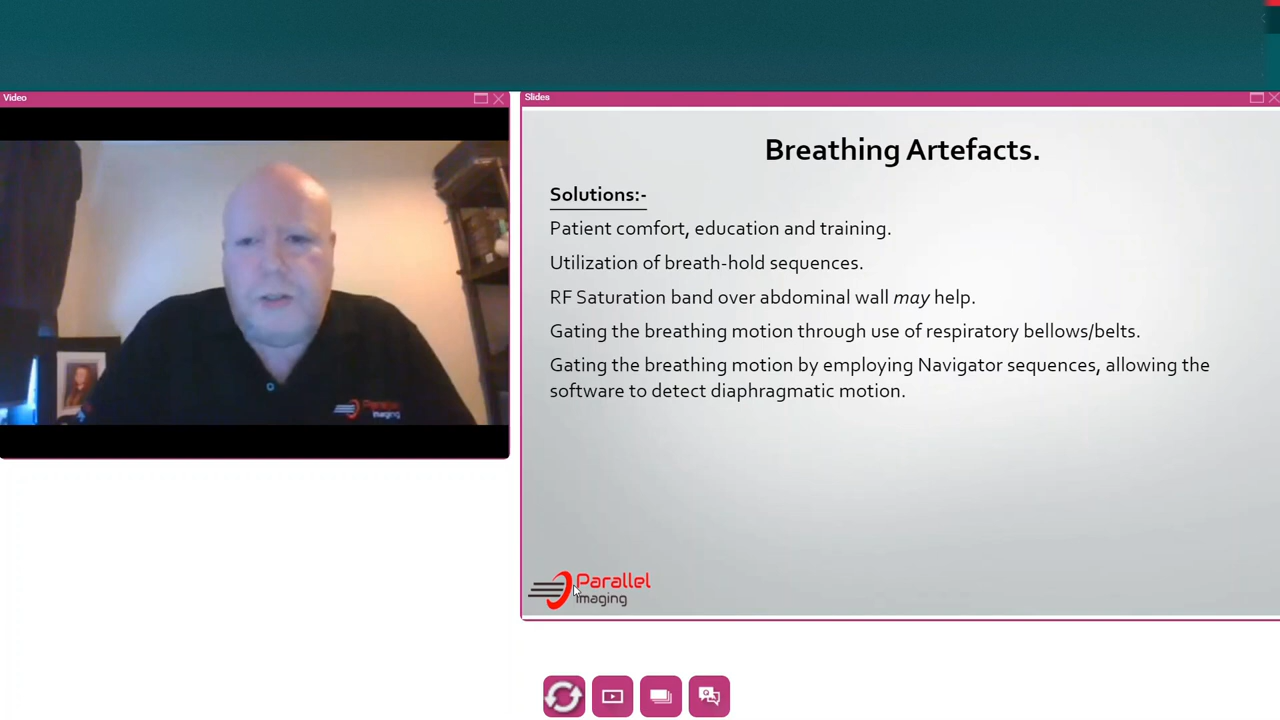 Video
Slides
Breathing Artefacts.
Solutions:-
Patient comfort, education and training.
Utilization of breath-hold sequences.
RF Saturation band over abdominal wall may help.
Gating the breathing motion through use of respiratory bellows/belts.
Gating the breathing motion by employing Navigator sequences, allowing the
software to detect diaphragmatic motion.
Parallel
Imaging
Parallel
Imaging